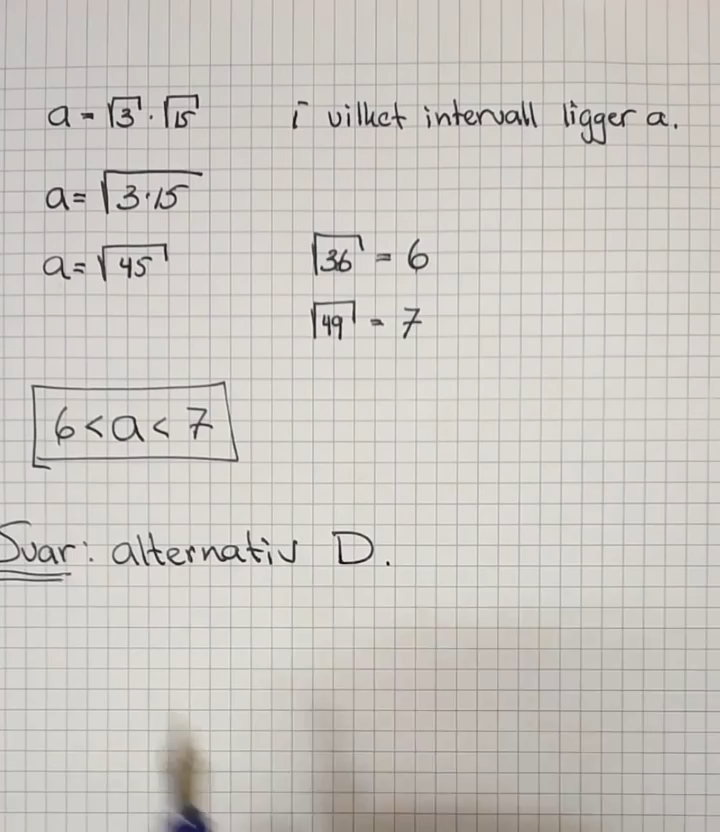 a = √3 · √15 i vilket intervall ligger a.
a = √3·15
a = √45 √36 = 6
√49 = 7
6 < a < 7
Svar: alternativ D.